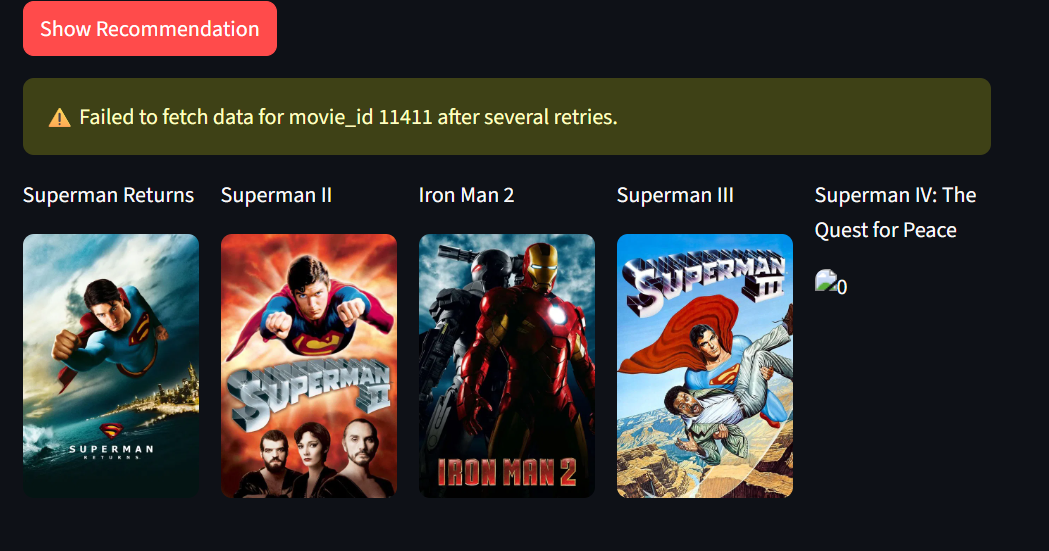 Show Recommendation
⚠️ Failed to fetch data for movie_id 11411 after several retries.
Superman Returns
Superman II
Iron Man 2
Superman III
Superman IV: The
Quest for Peace
0
SUPERMAN
RETURNS
SUPERMAN
II
IRON MAN 2
SUPERMAN
III